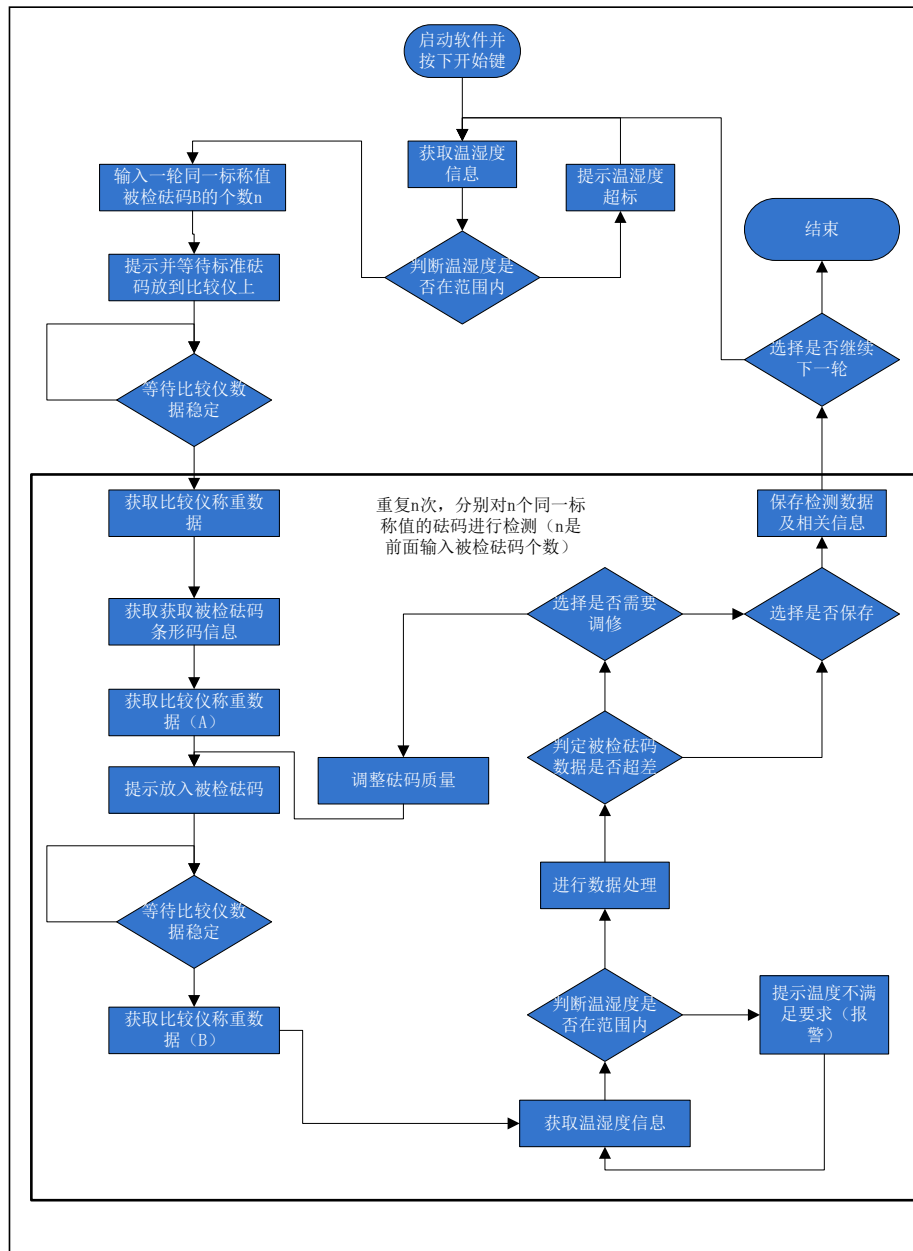 启动软件并
按下开始键
获取温湿度
信息
提示温湿度
超标
输入一轮同一标称值
被检砝码B的个数n
判断温湿度是
否在范围内
结束
提示并等待标准砝
码放到比较仪上
选择是否继续
下一轮
等待比较仪数
据稳定
获取比较仪称重数
据
重复n次，分别对n个同一标
称值的砝码进行检测（n是
前面输入被检砝码个数）
保存检测数据
及相关信息
获取获取被检砝码
条形码信息
选择是否需要
调修
选择是否保存
获取比较仪称重数
据（A）
判定被检砝码
数据是否超差
提示放入被检砝码
调整砝码质量
进行数据处理
等待比较仪数
据稳定
获取比较仪称重数
据（B）
判断温湿度是
否在范围内
提示温度不满
足要求（报
警）
获取温湿度信息